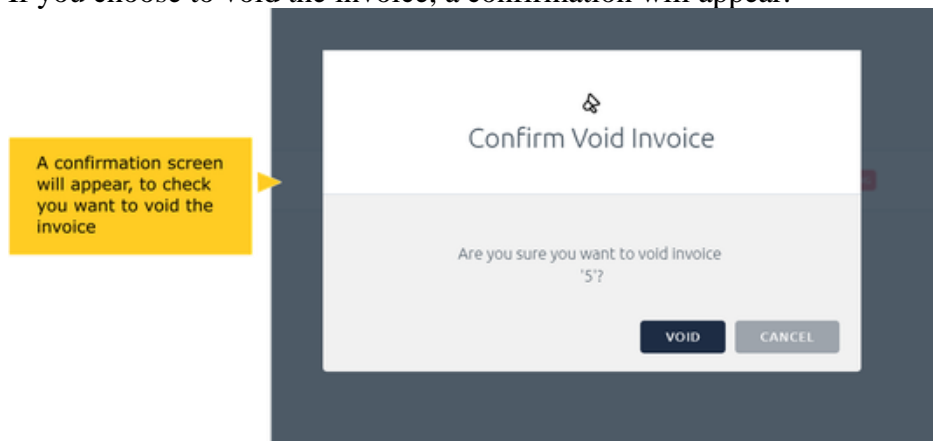 If you choose to void the invoice, a confirmation will appear.
Confirm Void Invoice
A confirmation screen
will appear, to check
you want to void the
invoice
Are you sure you want to void invoice
'5'?
VOID
CANCEL